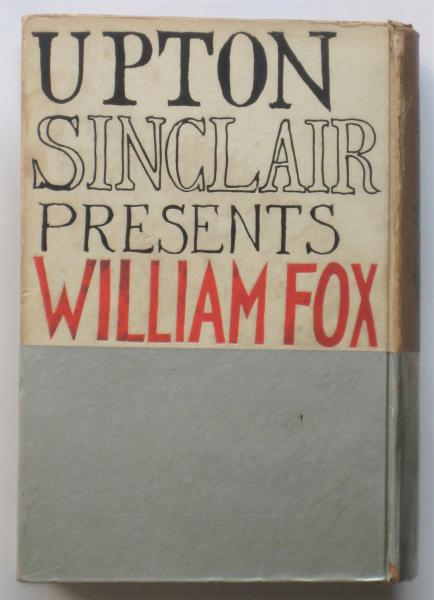 UPTON
SINCLAIR
PRESENTS
WILLIAM FOX